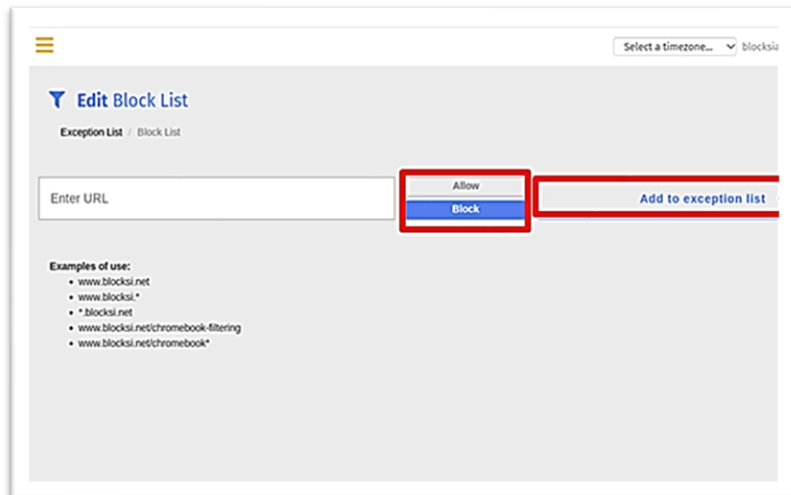 Select a timezone...
Edit Block List
Exception List / Block List
Enter URL
Allow
Block
Add to exception list
Examples of use:
• www.blocksi.net
• www.blocksi.*
• *.blocksi.net
• www.blocksi.net/chromebook-filtering
• www.blocksi.net/chromebook*